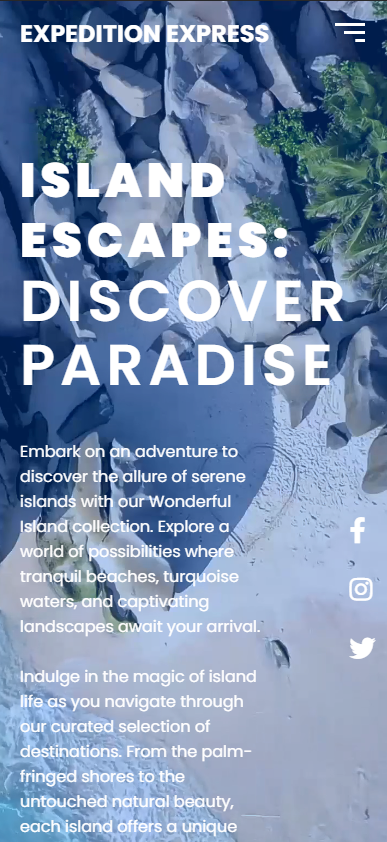 EXPEDITION EXPRESS
ISLAND
ESCAPES:
DISCOVER
PARADISE
Embark on an adventure to
discover the allure of serene
islands with our Wonderful
Island collection. Explore a
world of possibilities where
tranquil beaches, turquoise
waters, and captivating
landscapes await your arrival.
Indulge in the magic of island
life as you navigate through
our curated selection of
destinations. From the palm-
fringed shores to the
untouched natural beauty,
each island offers a unique